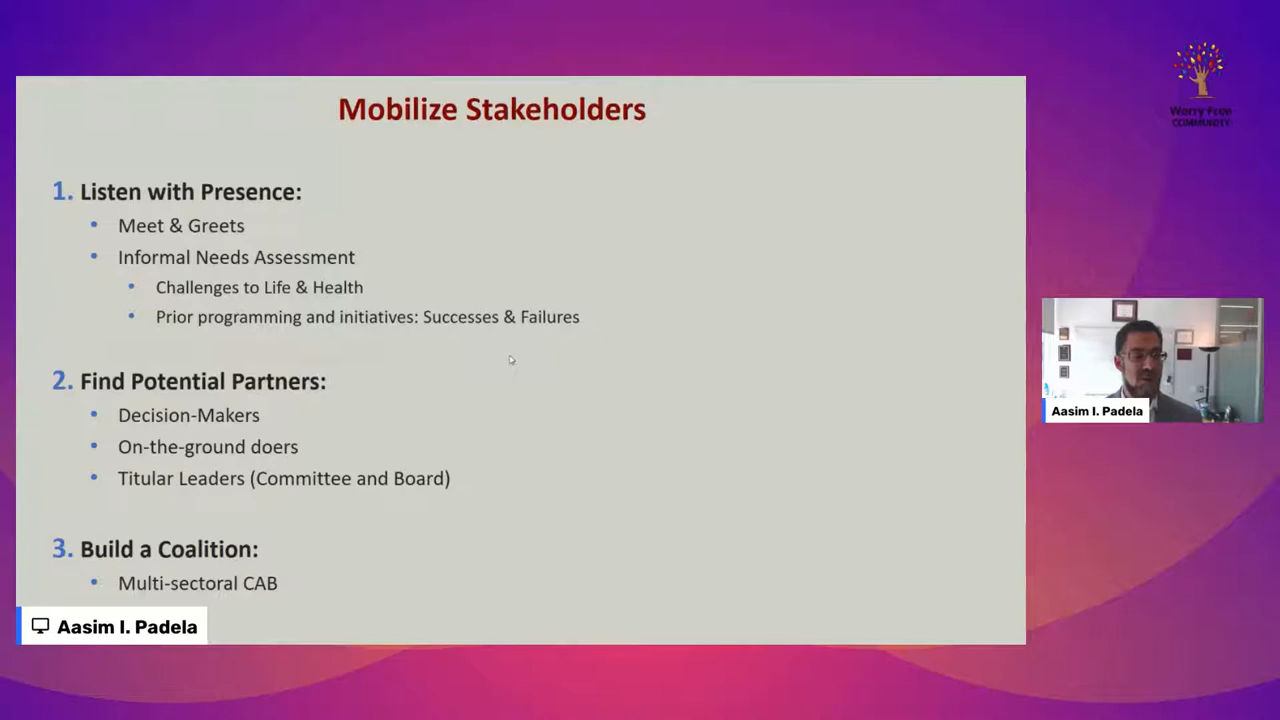 Mobilize Stakeholders
1. Listen with Presence:
• Meet & Greets
• Informal Needs Assessment
• Challenges to Life & Health
• Prior programming and initiatives: Successes & Failures
2. Find Potential Partners:
• Decision-Makers
• On-the-ground doers
• Titular Leaders (Committee and Board)
3. Build a Coalition:
• Multi-sectoral CAB
Aasim I. Padela
Worry Free
COMMUNITY
Aasim I. Padela